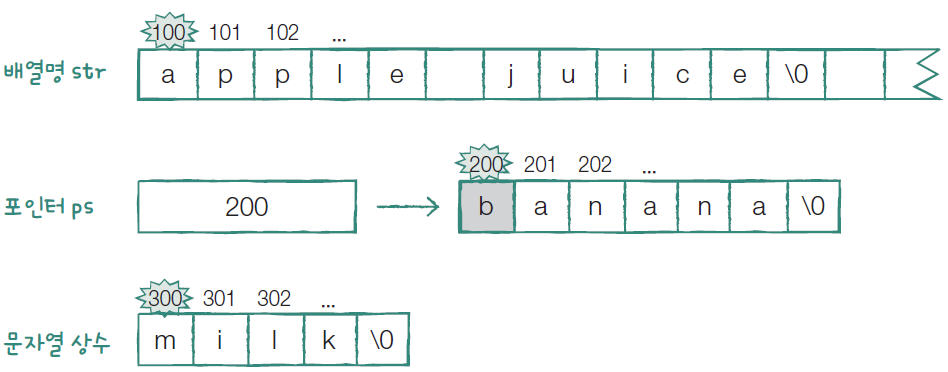 100 101 102 ...
배열명 str a p p l e j u i c e \0
200 201 202 ...
포인터 ps 200 b a n a n a \0
300 301 302 ...
문자열 상수 m i l k \0